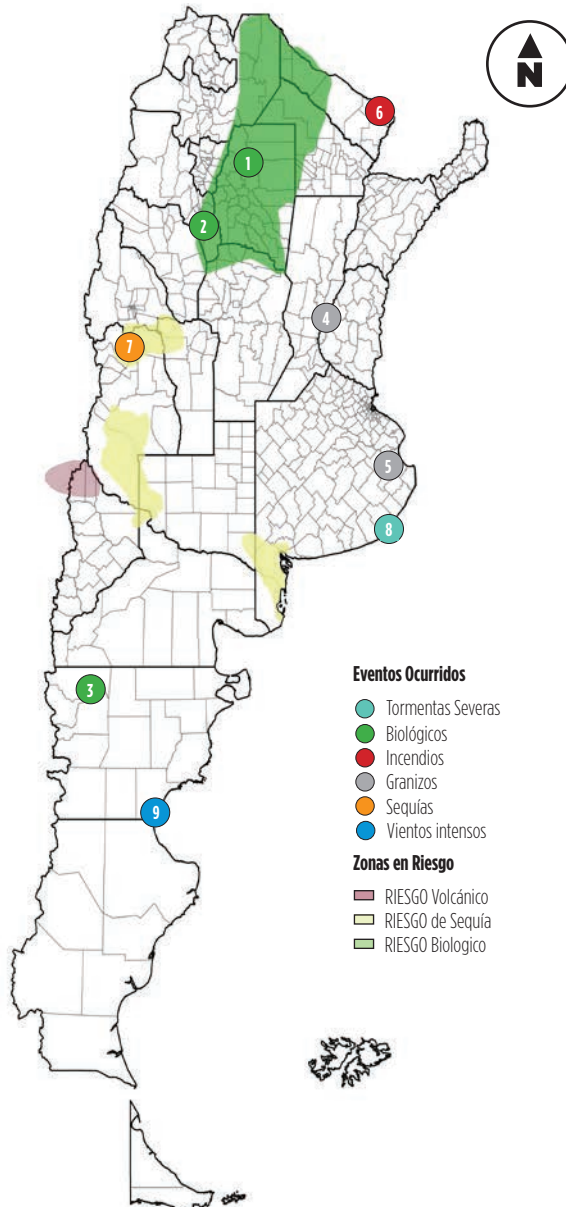 N
6
1
2
4
7
5
8
3
9
Eventos Ocurridos
Tormentas Severas
Biológicos
Incendios
Granizos
Sequías
Vientos intensos
Zonas en Riesgo
RIESGO Volcánico
RIESGO de Sequía
RIESGO Biologico